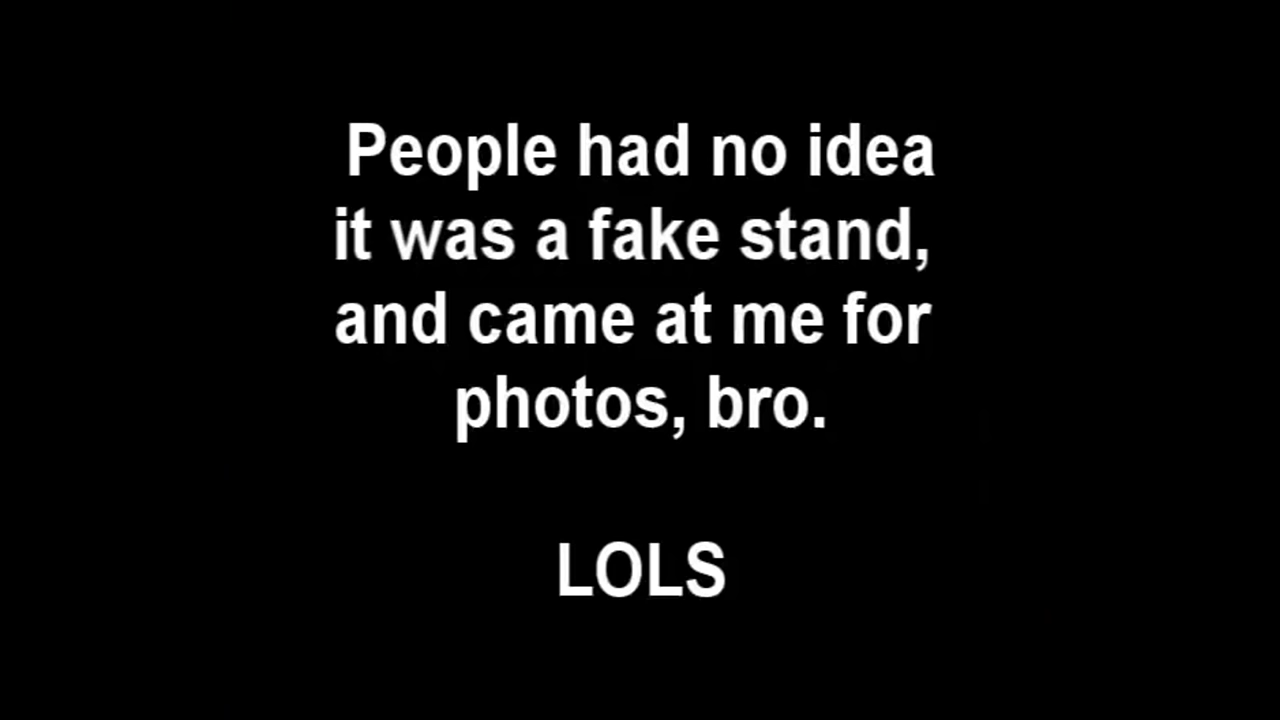 People had no idea
it was a fake stand,
and came at me for
photos, bro.
LOLS